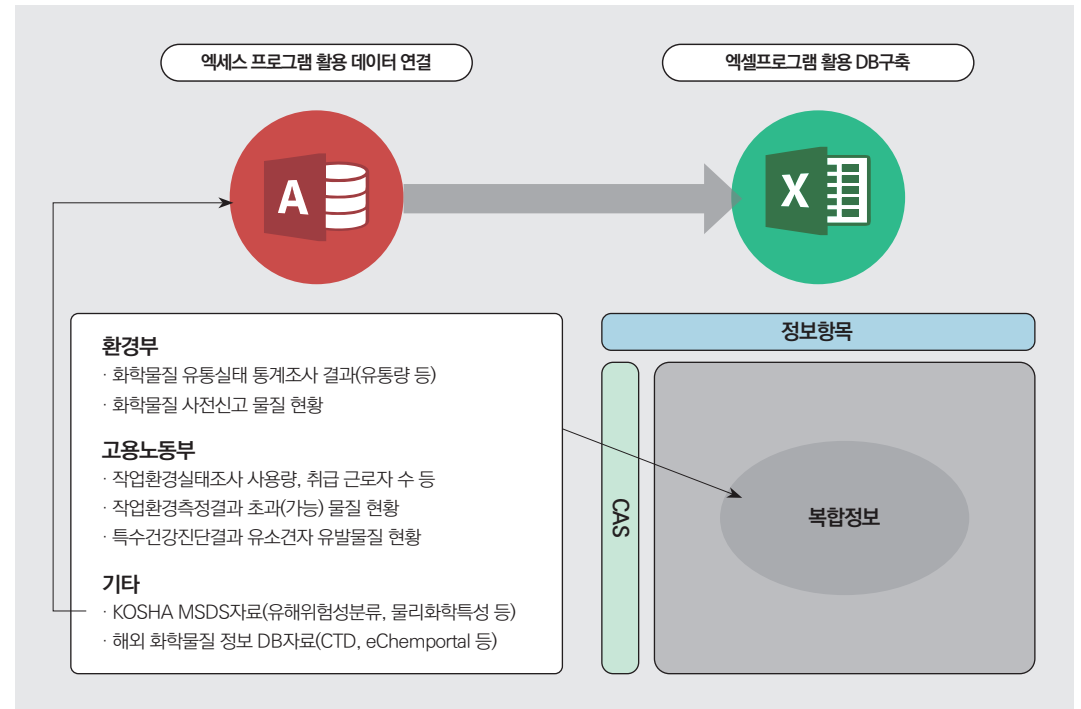 엑세스 프로그램 활용 데이터 연결
엑셀프로그램 활용 DB구축
A
X
환경부
· 화학물질 유통실태 통계조사 결과(유통량 등)
· 화학물질 사전신고 물질 현황
고용노동부
· 작업환경실태조사 사용량, 취급 근로자 수 등
· 작업환경측정결과 초과(가능) 물질 현황
· 특수건강진단결과 유소견자 유발물질 현황
기타
· KOSHA MSDS자료(유해위험성분류, 물리화학특성 등)
· 해외 화학물질 정보 DB자료(CTD, eChemportal 등)
정보항목
CAS
복합정보